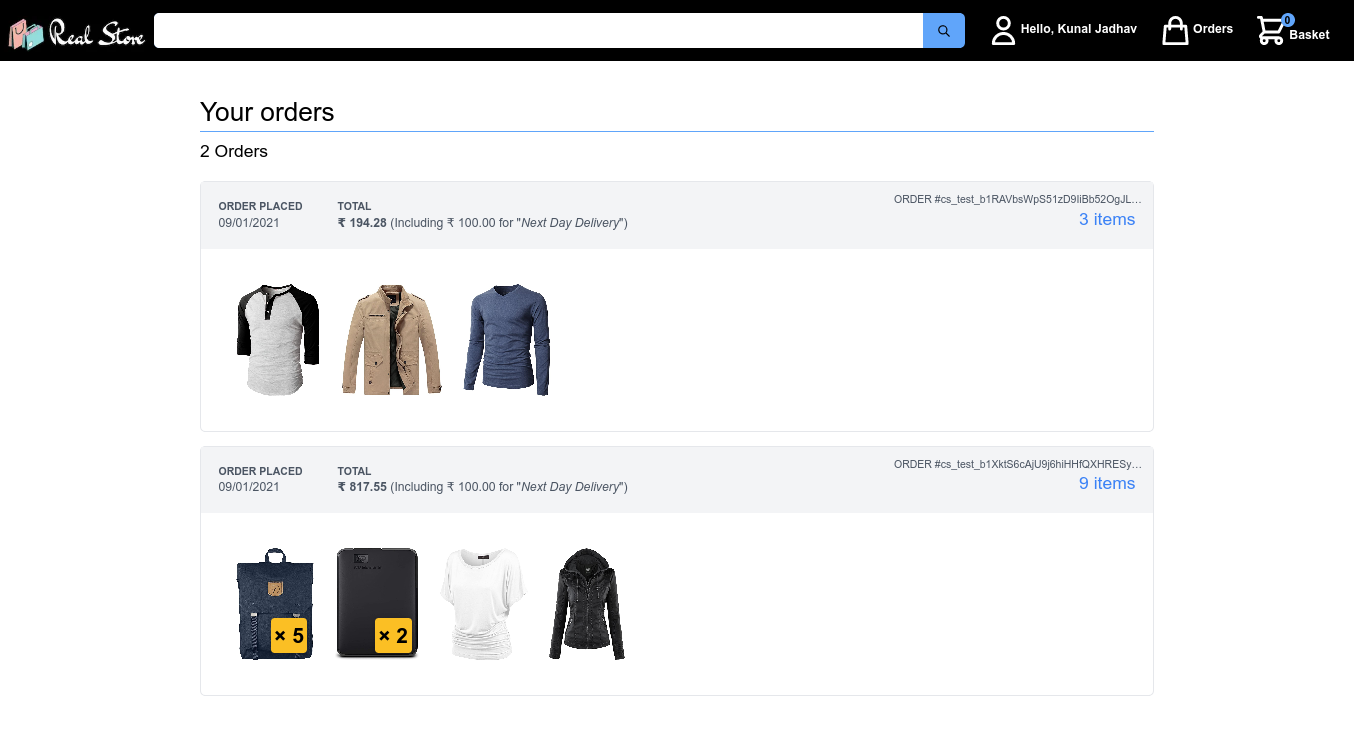 Real Store
Hello, Kunal Jadhav
Orders
0
Basket
Your orders
2 Orders
ORDER PLACED
TOTAL
ORDER #cs_test_b1RAVbsWpS51zD9IiBb52OgJL…
09/01/2021
₹ 194.28 (Including ₹ 100.00 for "Next Day Delivery")
3 items
ORDER PLACED
TOTAL
ORDER #cs_test_b1XktS6cAjU9j6hiHHfQXHRESy…
09/01/2021
₹ 817.55 (Including ₹ 100.00 for "Next Day Delivery")
9 items
× 5
× 2